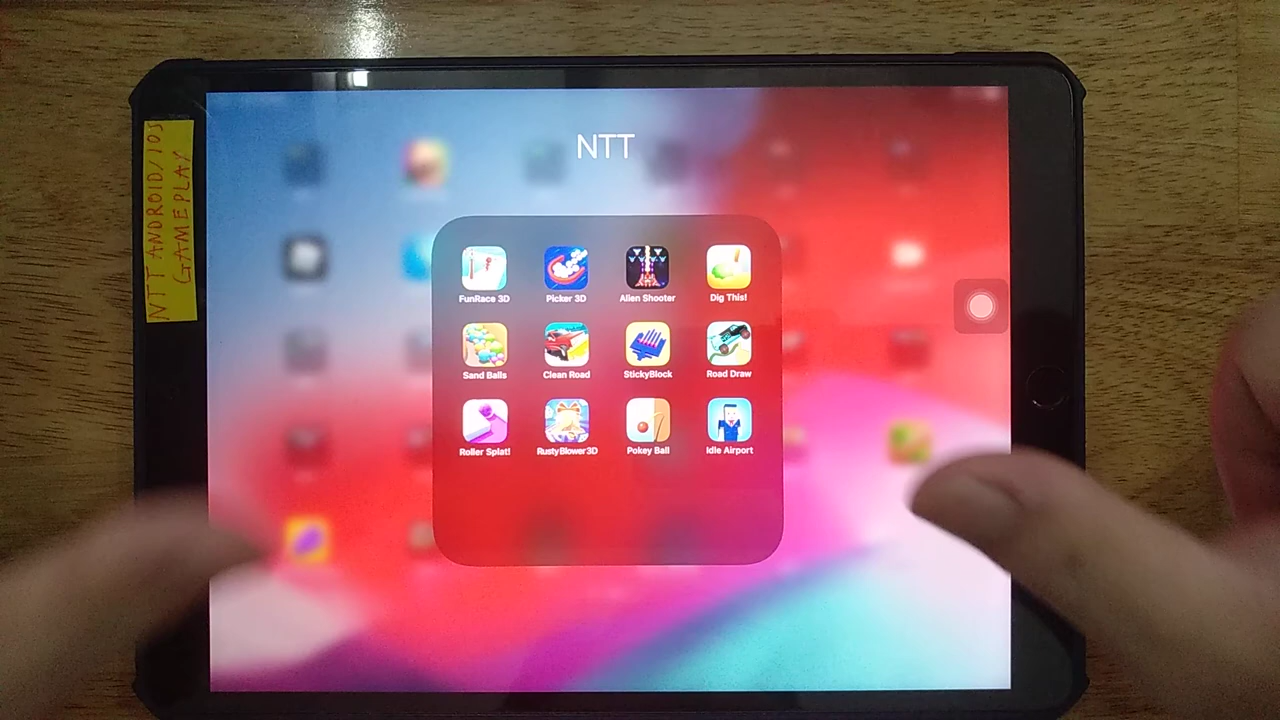 NTT ANDROID/IOS
GAMEPLAY
NTT
FunRace 3D
Picker 3D
Alien Shooter
Dig This!
Sand Balls
Clean Road
StickyBlock
Road Draw
Roller Splat!
RustyBlower3D
Pokey Ball
Idle Airport